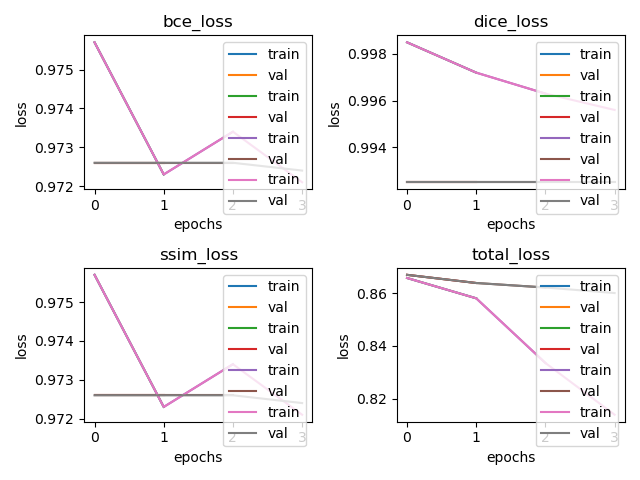 bce_loss
loss
0.975
0.974
0.973
0.972
train
val
train
val
train
val
train
val
0 1 2 3
epochs
dice_loss
loss
0.998
0.996
0.994
train
val
train
val
train
val
train
val
0 1 2 3
epochs
ssim_loss
loss
0.975
0.974
0.973
0.972
train
val
train
val
train
val
train
val
0 1 2 3
epochs
total_loss
loss
0.86
0.84
0.82
train
val
train
val
train
val
train
val
0 1 2 3
epochs